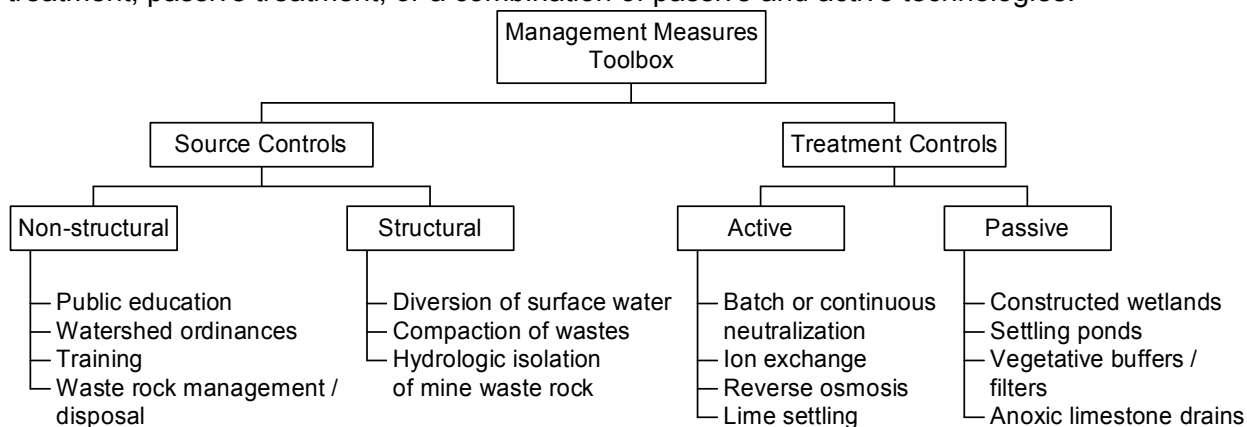 treatment, passive treatment, or a combination of passive and active technologies.
Management Measures
Toolbox
Source Controls
Treatment Controls
Non-structural
Structural
Active
Passive
Public education
Watershed ordinances
Training
Waste rock management /
disposal
Diversion of surface water
Compaction of wastes
Hydrologic isolation
of mine waste rock
Batch or continuous
neutralization
Ion exchange
Reverse osmosis
Lime settling
Constructed wetlands
Settling ponds
Vegetative buffers /
filters
Anoxic limestone drains